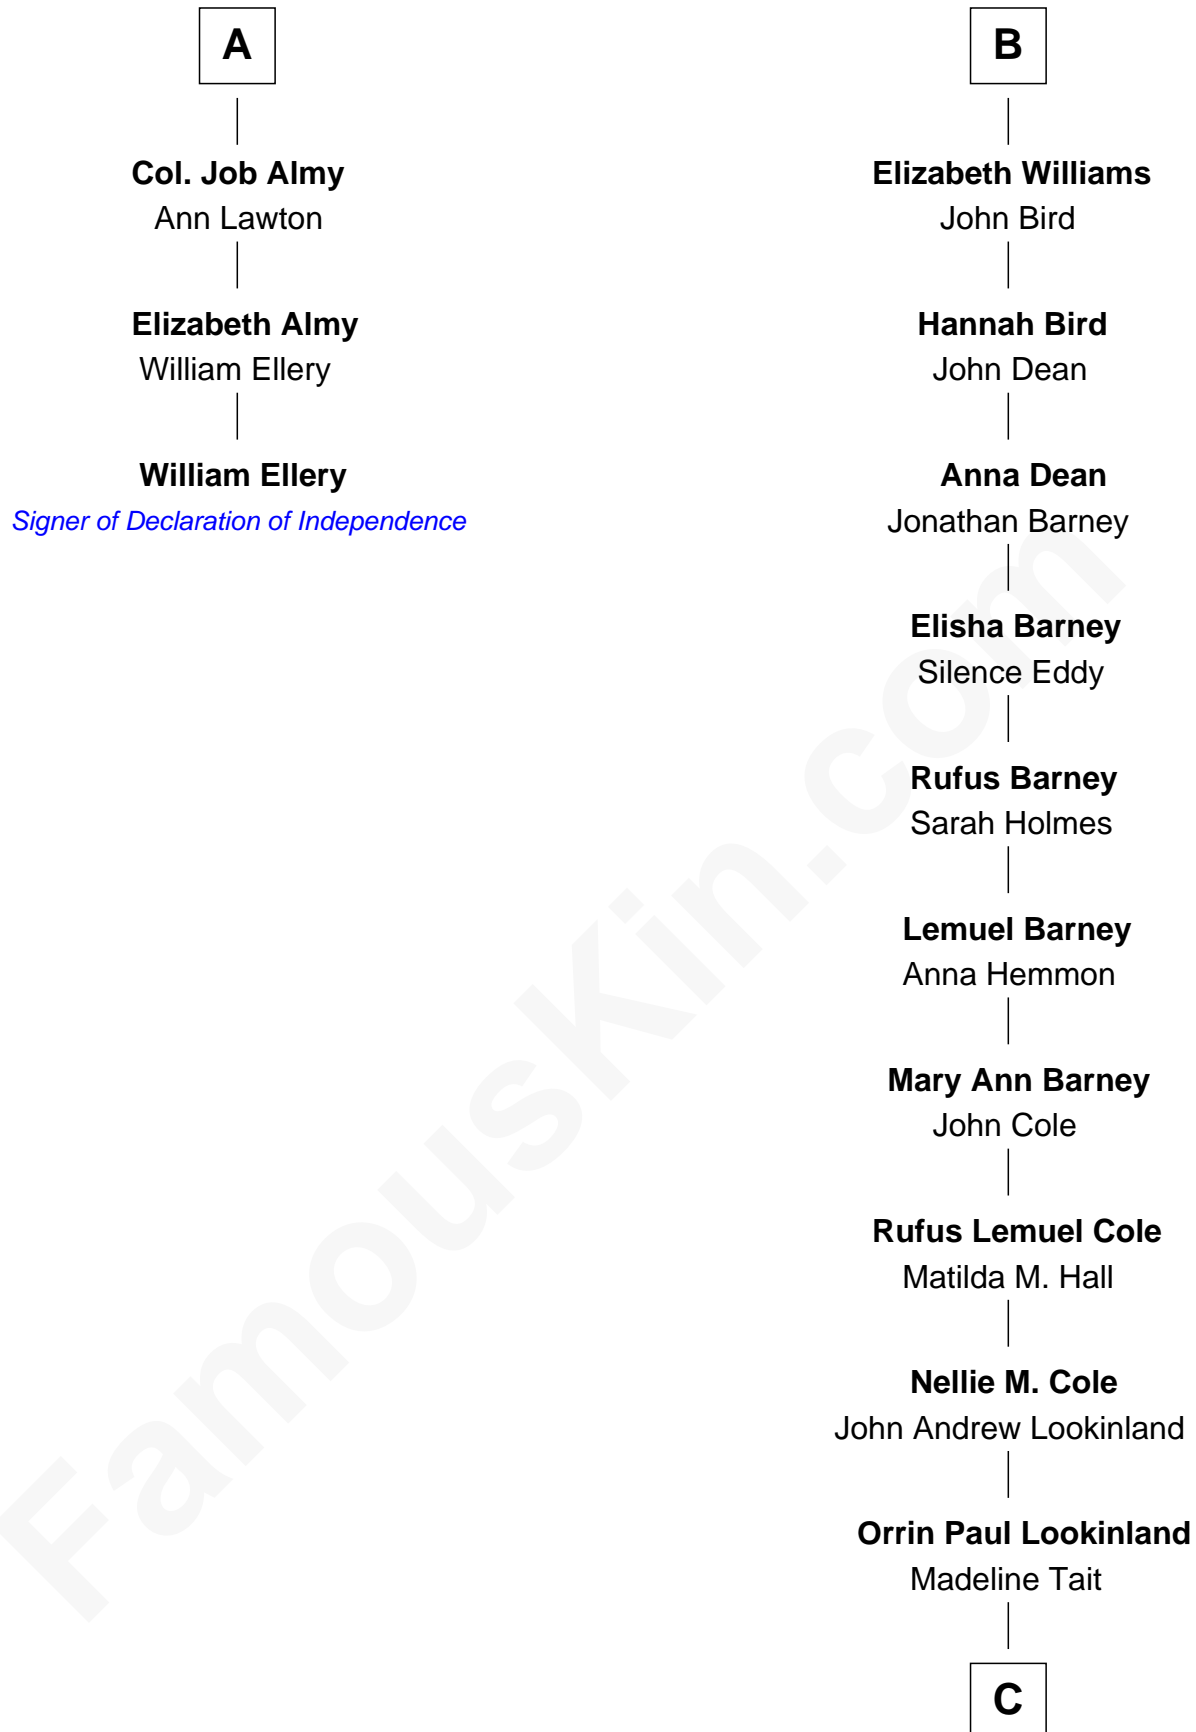 A
Col. Job Almy
Ann Lawton
Elizabeth Almy
William Ellery
William Ellery
Signer of Declaration of Independence
B
Elizabeth Williams
John Bird
Hannah Bird
John Dean
Anna Dean
Jonathan Barney
Elisha Barney
Silence Eddy
Rufus Barney
Sarah Holmes
Lemuel Barney
Anna Hemmon
Mary Ann Barney
John Cole
Rufus Lemuel Cole
Matilda M. Hall
Nellie M. Cole
John Andrew Lookinland
Orrin Paul Lookinland
Madeline Tait
C
FamousKin.com